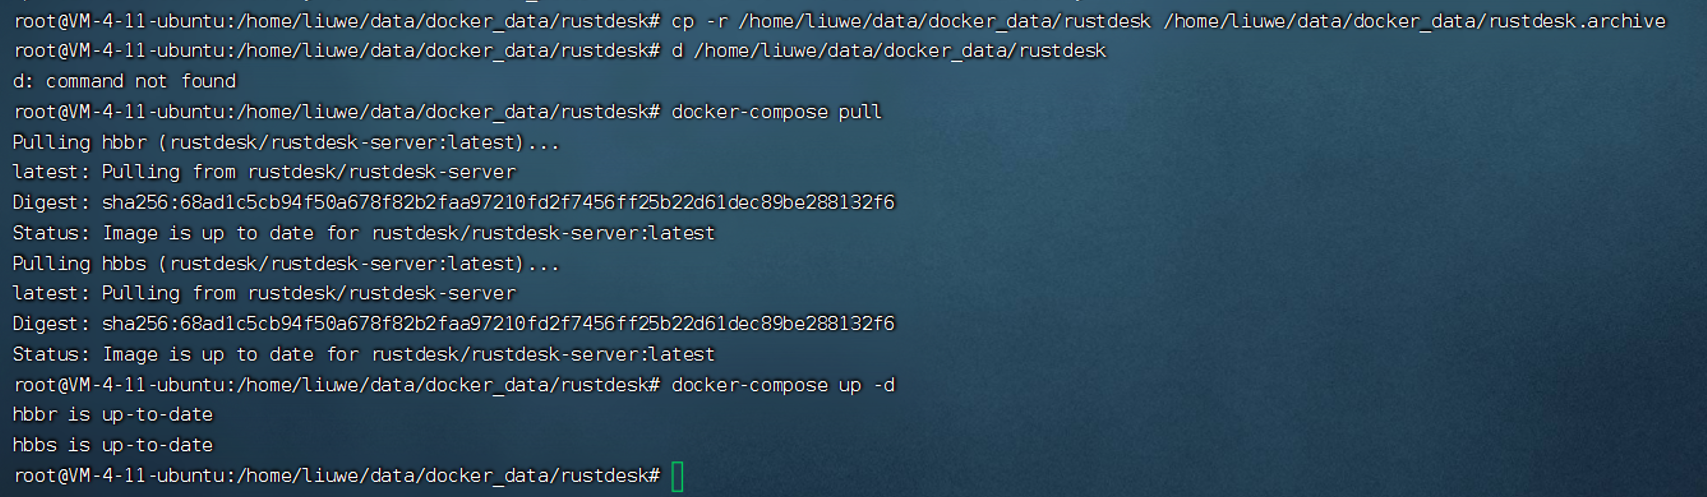 root@VM-4-11-ubuntu:/home/liuwe/data/docker_data/rustdesk# cp -r /home/liuwe/data/docker_data/rustdesk /home/liuwe/data/docker_data/rustdesk.archive
root@VM-4-11-ubuntu:/home/liuwe/data/docker_data/rustdesk# d /home/liuwe/data/docker_data/rustdesk
d: command not found
root@VM-4-11-ubuntu:/home/liuwe/data/docker_data/rustdesk# docker-compose pull
Pulling hbbr (rustdesk/rustdesk-server:latest)...
latest: Pulling from rustdesk/rustdesk-server
Digest: sha256:68ad1c5cb94f50a678f82b2faa97210fd2f7456ff25b22d61dec89be288132f6
Status: Image is up to date for rustdesk/rustdesk-server:latest
Pulling hbbs (rustdesk/rustdesk-server:latest)...
latest: Pulling from rustdesk/rustdesk-server
Digest: sha256:68ad1c5cb94f50a678f82b2faa97210fd2f7456ff25b22d61dec89be288132f6
Status: Image is up to date for rustdesk/rustdesk-server:latest
root@VM-4-11-ubuntu:/home/liuwe/data/docker_data/rustdesk# docker-compose up -d
hbbr is up-to-date
hbbs is up-to-date
root@VM-4-11-ubuntu:/home/liuwe/data/docker_data/rustdesk#